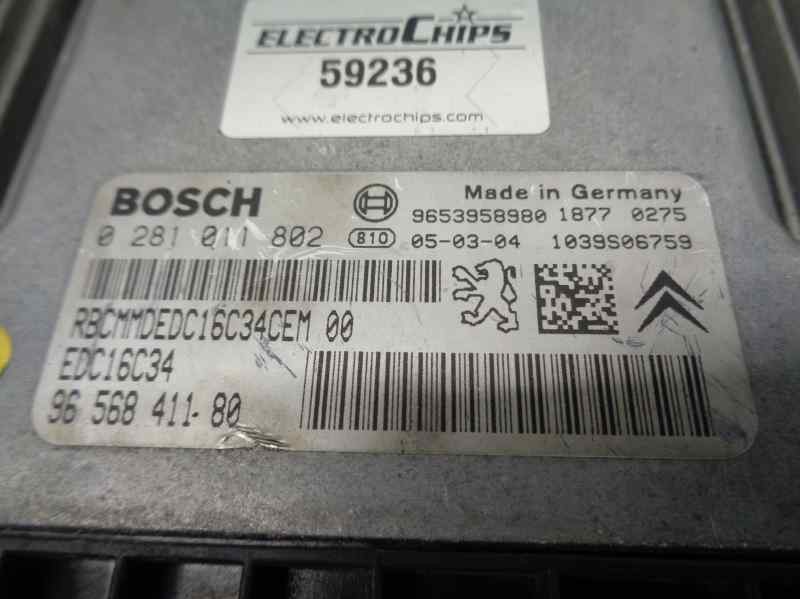 ELECTROCHIPS
59236
www.electrochips.com
BOSCH
Made in Germany
9653958980 1877 0275
0 281 011 802 810 05-03-04 1039S06759
RBCMMDEDC16C34CEM 00
EDC16C34
96 568 411-80